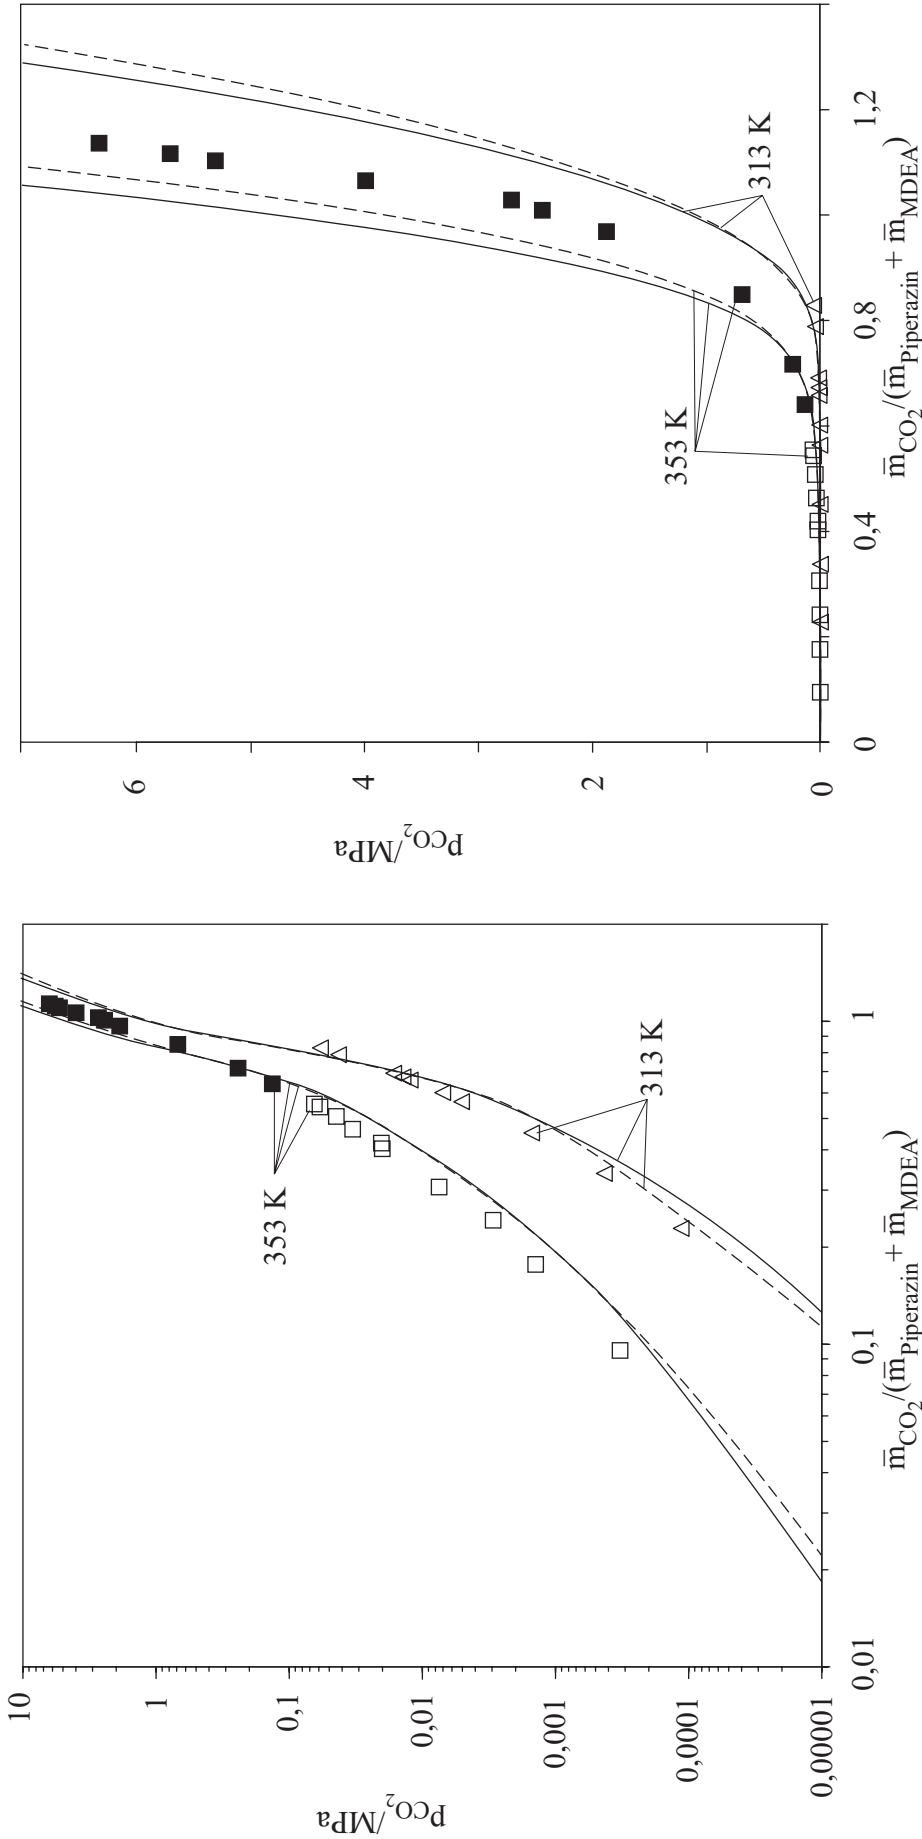 10
1
0,1
0,01
0,001
0,0001
0,00001
p_CO₂/MPa
353 K
313 K
0,01
0,1
1
m̅_CO₂/(m̅_Piperazin + m̅_MDEA)
6
4
2
0
p_CO₂/MPa
353 K
313 K
0
0,4
0,8
1,2
m̅_CO₂/(m̅_Piperazin + m̅_MDEA)